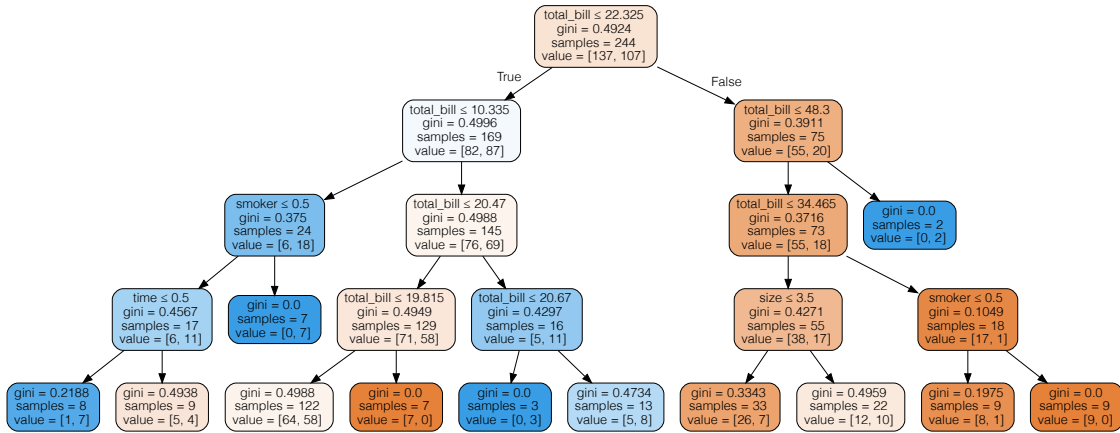 total_bill ≤ 22.325
gini = 0.4924
samples = 244
value = [137, 107]
True
False
total_bill ≤ 10.335
gini = 0.4996
samples = 169
value = [82, 87]
total_bill ≤ 48.3
gini = 0.3911
samples = 75
value = [55, 20]
smoker ≤ 0.5
gini = 0.375
samples = 24
value = [6, 18]
total_bill ≤ 20.47
gini = 0.4988
samples = 145
value = [76, 69]
total_bill ≤ 34.465
gini = 0.3716
samples = 73
value = [55, 18]
gini = 0.0
samples = 2
value = [0, 2]
time ≤ 0.5
gini = 0.4567
samples = 17
value = [6, 11]
gini = 0.0
samples = 7
value = [0, 7]
total_bill ≤ 19.815
gini = 0.4949
samples = 129
value = [71, 58]
total_bill ≤ 20.67
gini = 0.4297
samples = 16
value = [5, 11]
size ≤ 3.5
gini = 0.4271
samples = 55
value = [38, 17]
smoker ≤ 0.5
gini = 0.1049
samples = 18
value = [17, 1]
gini = 0.2188
samples = 8
value = [1, 7]
gini = 0.4938
samples = 9
value = [5, 4]
gini = 0.4988
samples = 122
value = [64, 58]
gini = 0.0
samples = 7
value = [7, 0]
gini = 0.0
samples = 3
value = [0, 3]
gini = 0.4734
samples = 13
value = [5, 8]
gini = 0.3343
samples = 33
value = [26, 7]
gini = 0.4959
samples = 22
value = [12, 10]
gini = 0.1975
samples = 9
value = [8, 1]
gini = 0.0
samples = 9
value = [9, 0]